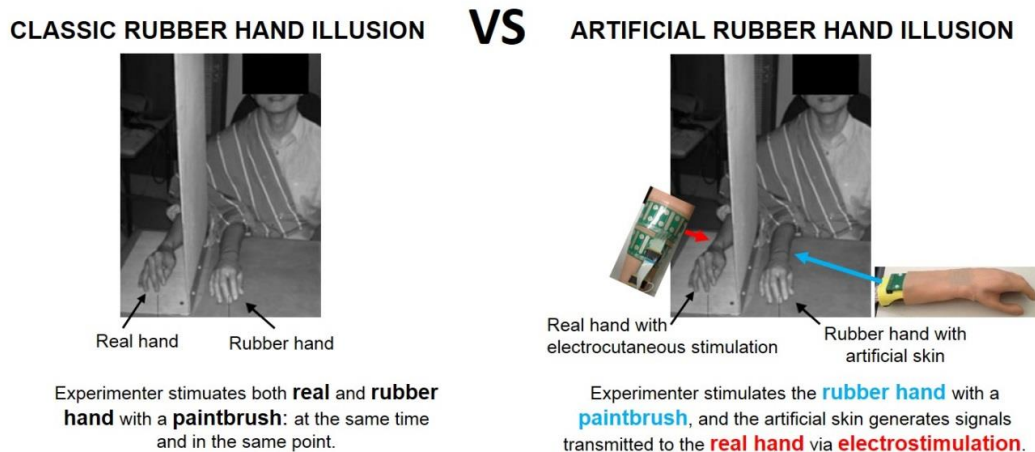 CLASSIC RUBBER HAND ILLUSION
Real hand
Rubber hand
Experimenter stimuates both real and rubber
hand with a paintbrush: at the same time
and in the same point.
VS
ARTIFICIAL RUBBER HAND ILLUSION
Real hand with
electrocutaneous stimulation
Rubber hand with
artificial skin
Experimenter stimulates the rubber hand with a
paintbrush, and the artificial skin generates signals
transmitted to the real hand via electrostimulation.